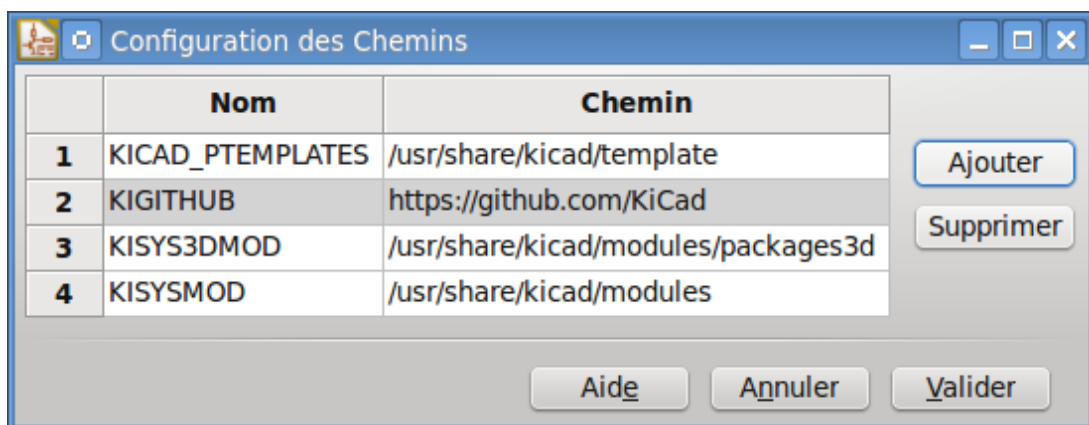 Configuration des Chemins
Nom Chemin
1 KICAD_PTEMPLATES /usr/share/kicad/template
2 KIGITHUB https://github.com/KiCad
3 KISYS3DMOD /usr/share/kicad/modules/packages3d
4 KISYSMOD /usr/share/kicad/modules
Ajouter
Supprimer
Aide Annuler Valider